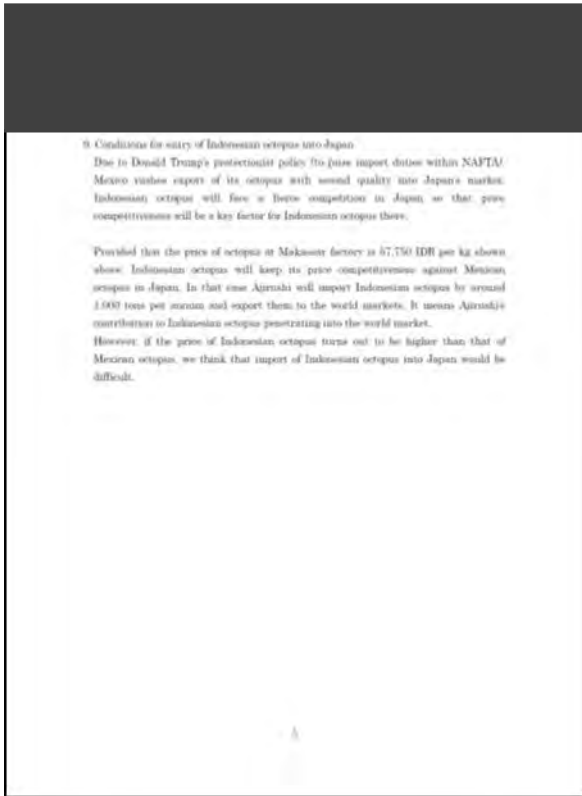 9. Conditions for entry of Indonesian octopus into Japan
Due to Donald Trump's protectionist policy (to raise import duties within NAFTA),
Mexico rushes export of its octopus with second quality into Japan's market.
Indonesian octopus will face a fierce competition in Japan so that price
competitiveness will be a key factor for Indonesian octopus there.
Provided that the price of octopus at Makassar factory is 57,750 IDR per kg shown
above, Indonesian octopus will keep its price competitiveness against Mexican
octopus in Japan. In that case Ajirushi will import Indonesian octopus by around
1,000 tons per annum and export them to the world markets. It means Ajirushi's
contribution to Indonesian octopus penetrating into the world market.
However, if the price of Indonesian octopus turns out to be higher than that of
Mexican octopus, we think that import of Indonesian octopus into Japan would be
difficult.